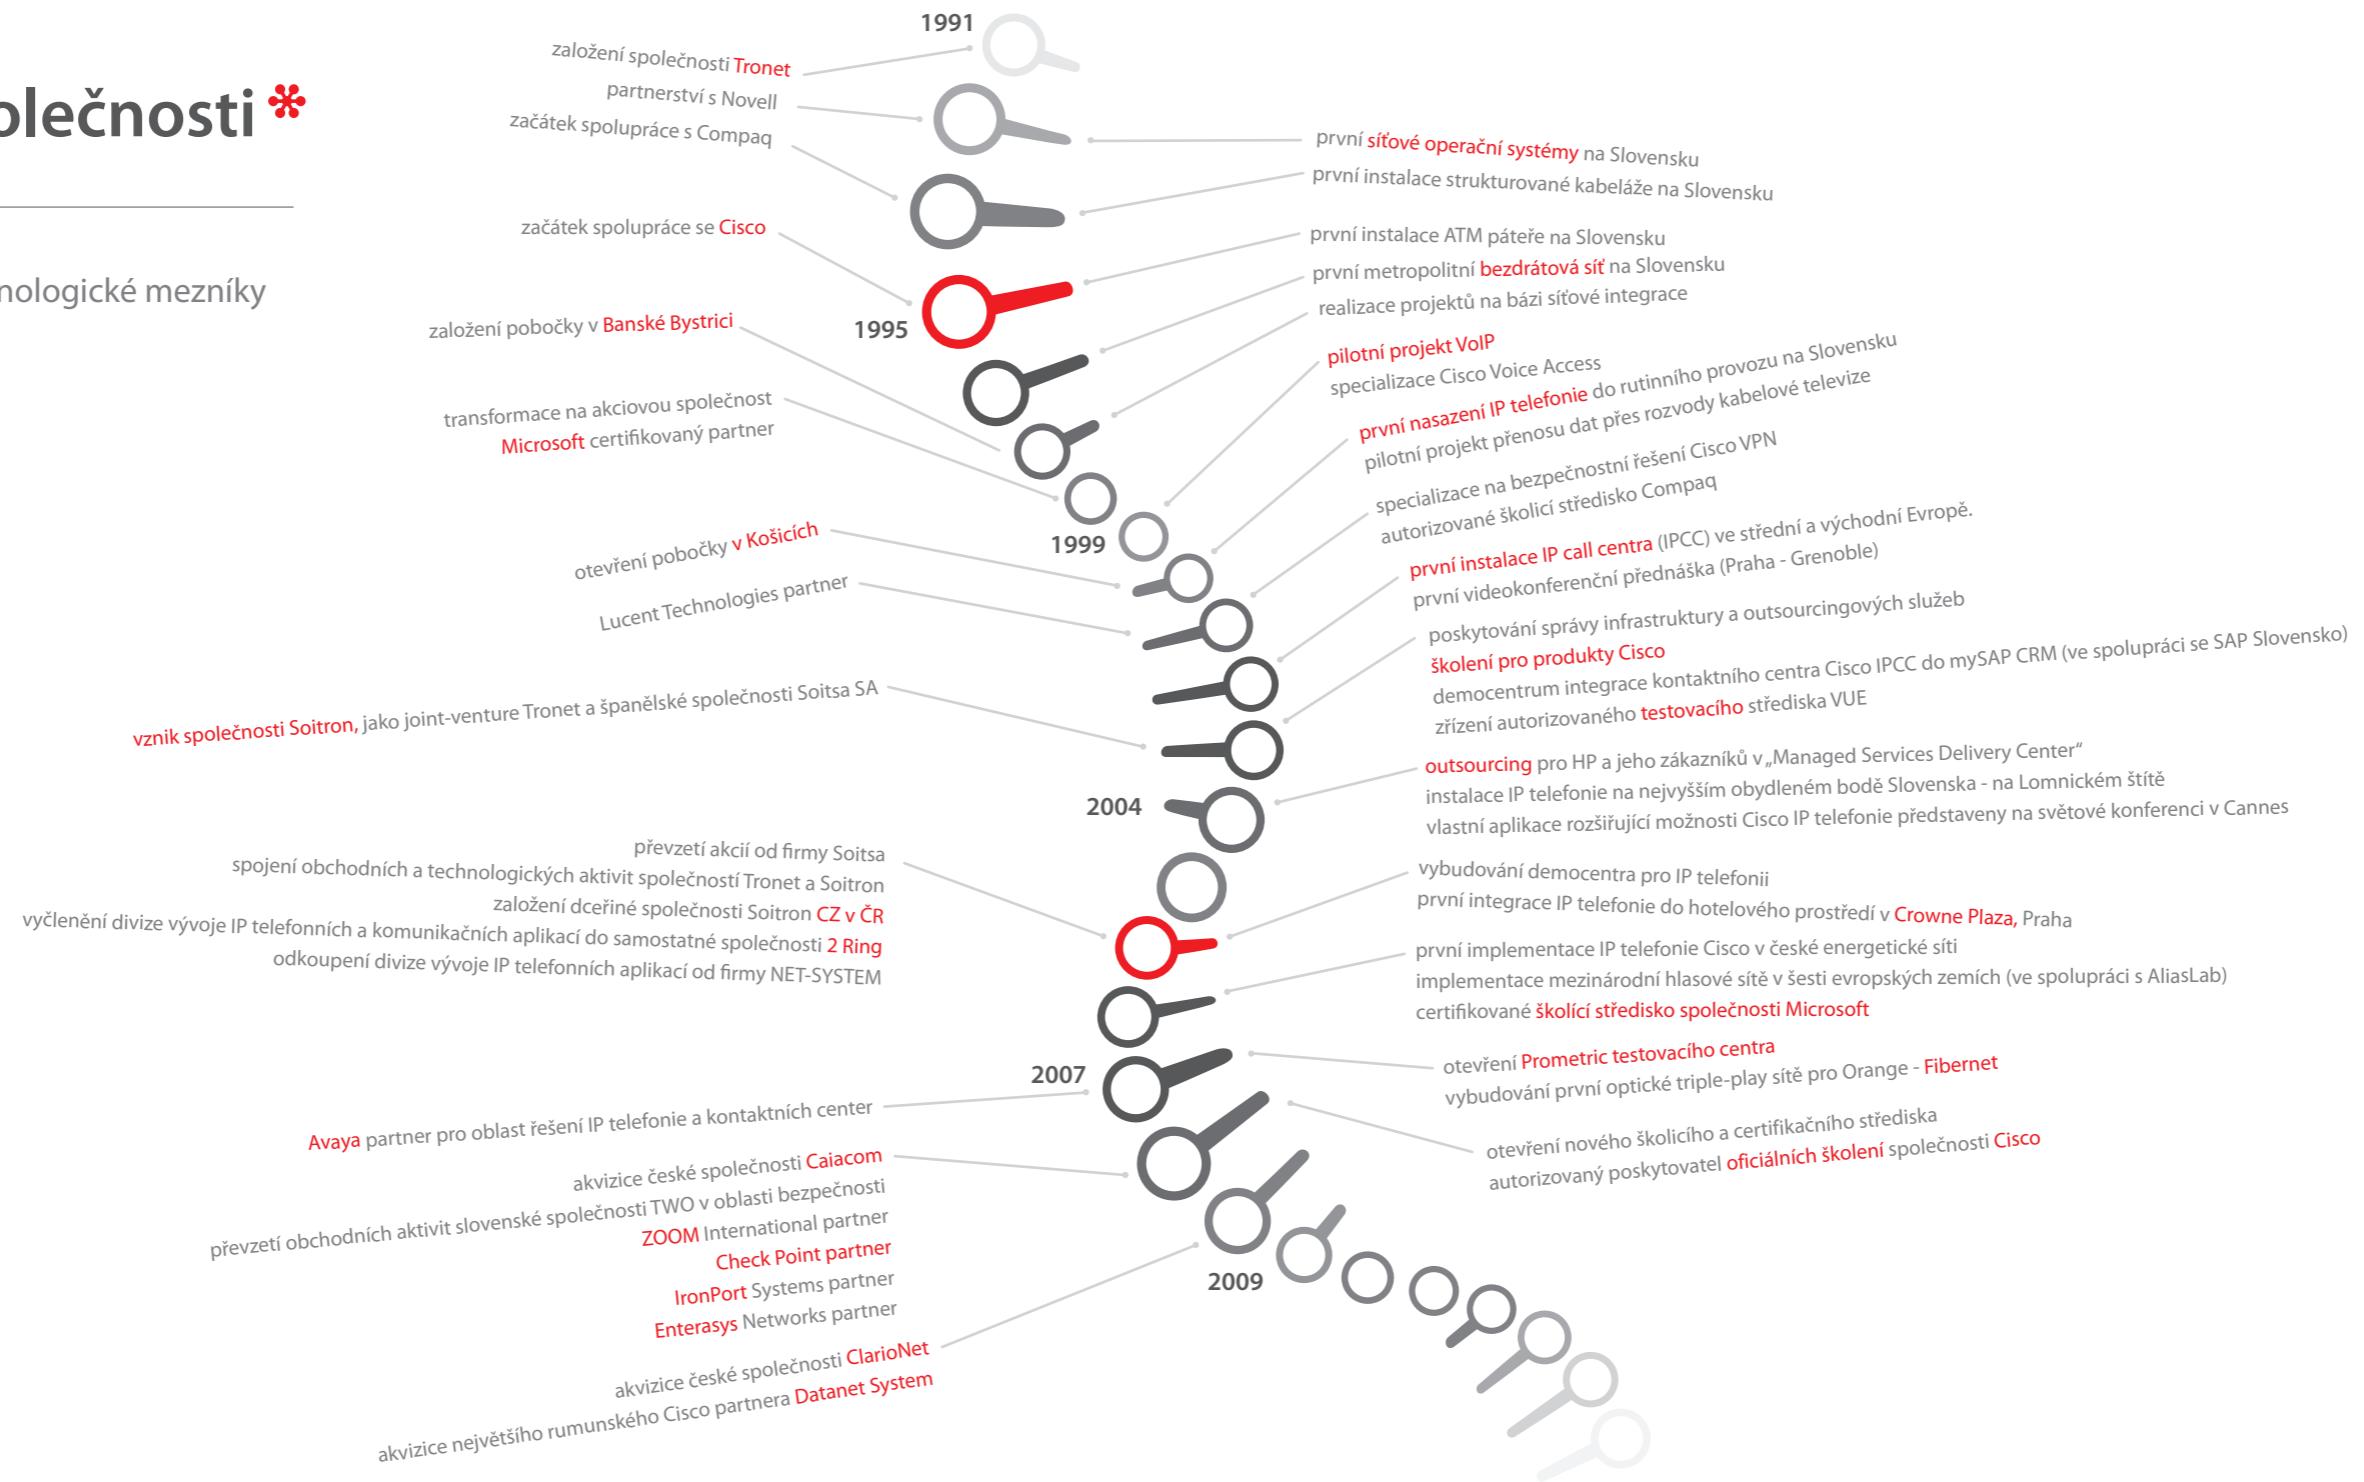 olečnosti
nologické mezníky
1991
založení společnosti Tronet
partnerství s Novell
začátek spolupráce s Compaq
první síťové operační systémy na Slovensku
první instalace strukturované kabeláže na Slovensku
začátek spolupráce se Cisco
první instalace ATM páteře na Slovensku
první metropolitní bezdrátová síť na Slovensku
realizace projektů na bázi síťové integrace
1995
založení pobočky v Banské Bystrici
pilotní projekt VoIP
specializace Cisco Voice Access
transformace na akciovou společnost
Microsoft certifikovaný partner
první nasazení IP telefonie do rutinního provozu na Slovensku
pilotní projekt přenosu dat přes rozvody kabelové televize
specializace na bezpečnostní řešení Cisco VPN
autorizované školicí středisko Compaq
1999
otevření pobočky v Košicích
Lucent Technologies partner
první instalace IP call centra (IPCC) ve střední a východní Evropě.
první videokonferenční přednáška (Praha - Grenoble)
poskytování správy infrastruktury a outsourcingových služeb
školení pro produkty Cisco
democentrum integrace kontaktního centra Cisco IPCC do mySAP CRM (ve spolupráci se SAP Slovensko)
zřízení autorizovaného testovacího střediska VUE
vznik společnosti Soitron, jako joint-venture Tronet a španělské společnosti Soitsa SA
outsourcing pro HP a jeho zákazníků v „Managed Services Delivery Center“
instalace IP telefonie na nejvyšším obydleném bodě Slovenska - na Lomnickém štítě
vlastní aplikace rozšiřující možnosti Cisco IP telefonie představeny na světové konferenci v Cannes
2004
převzetí akcií od firmy Soitsa
spojení obchodních a technologických aktivit společností Tronet a Soitron
založení dceřiné společnosti Soitron CZ v ČR
vyčlenění divize vývoje IP telefonních a komunikačních aplikací do samostatné společnosti 2 Ring
odkoupení divize vývoje IP telefonních aplikací od firmy NET-SYSTEM
vybudování democentra pro IP telefonii
první integrace IP telefonie do hotelového prostředí v Crowne Plaza, Praha
první implementace IP telefonie Cisco v české energetické síti
implementace mezinárodní hlasové sítě v šesti evropských zemích (ve spolupráci s AliasLab)
certifikované školící středisko společnosti Microsoft
2007
otevření Prometric testovacího centra
vybudování první optické triple-play sítě pro Orange - Fibernet
Avaya partner pro oblast řešení IP telefonie a kontaktních center
otevření nového školicího a certifikačního střediska
autorizovaný poskytovatel oficiálních školení společnosti Cisco
akvizice české společnosti Caiacom
převzetí obchodních aktivit slovenské společnosti TWO v oblasti bezpečnosti
ZOOM International partner
Check Point partner
IronPort Systems partner
Enterasys Networks partner
2009
akvizice české společnosti ClarioNet
akvizice největšího rumunského Cisco partnera Datanet System